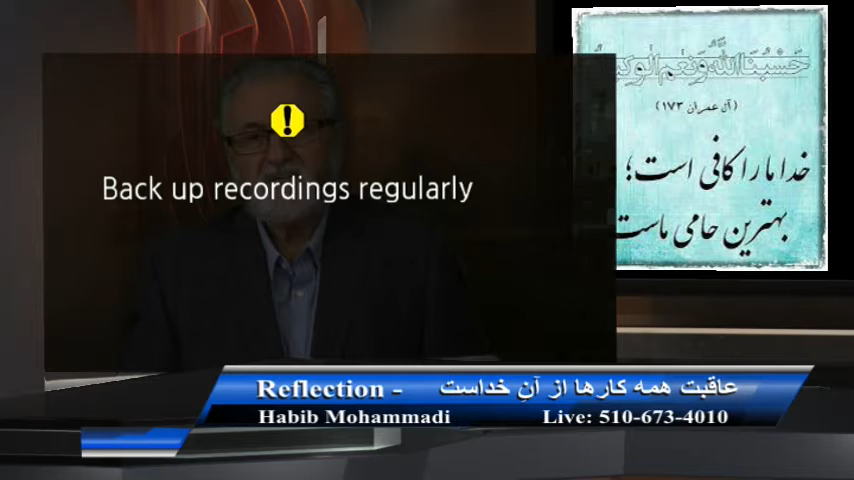 حَسْبُنَا اللَّهُ وَنِعْمَ الْوَكِيلُ
(آل عمران ۱۷۳)
خدا ما را کافی است؛
بهترین حامی ماست
Back up recordings regularly
Reflection - عاقبت همه کارها از آنِ خداست
Habib Mohammadi Live: 510-673-4010